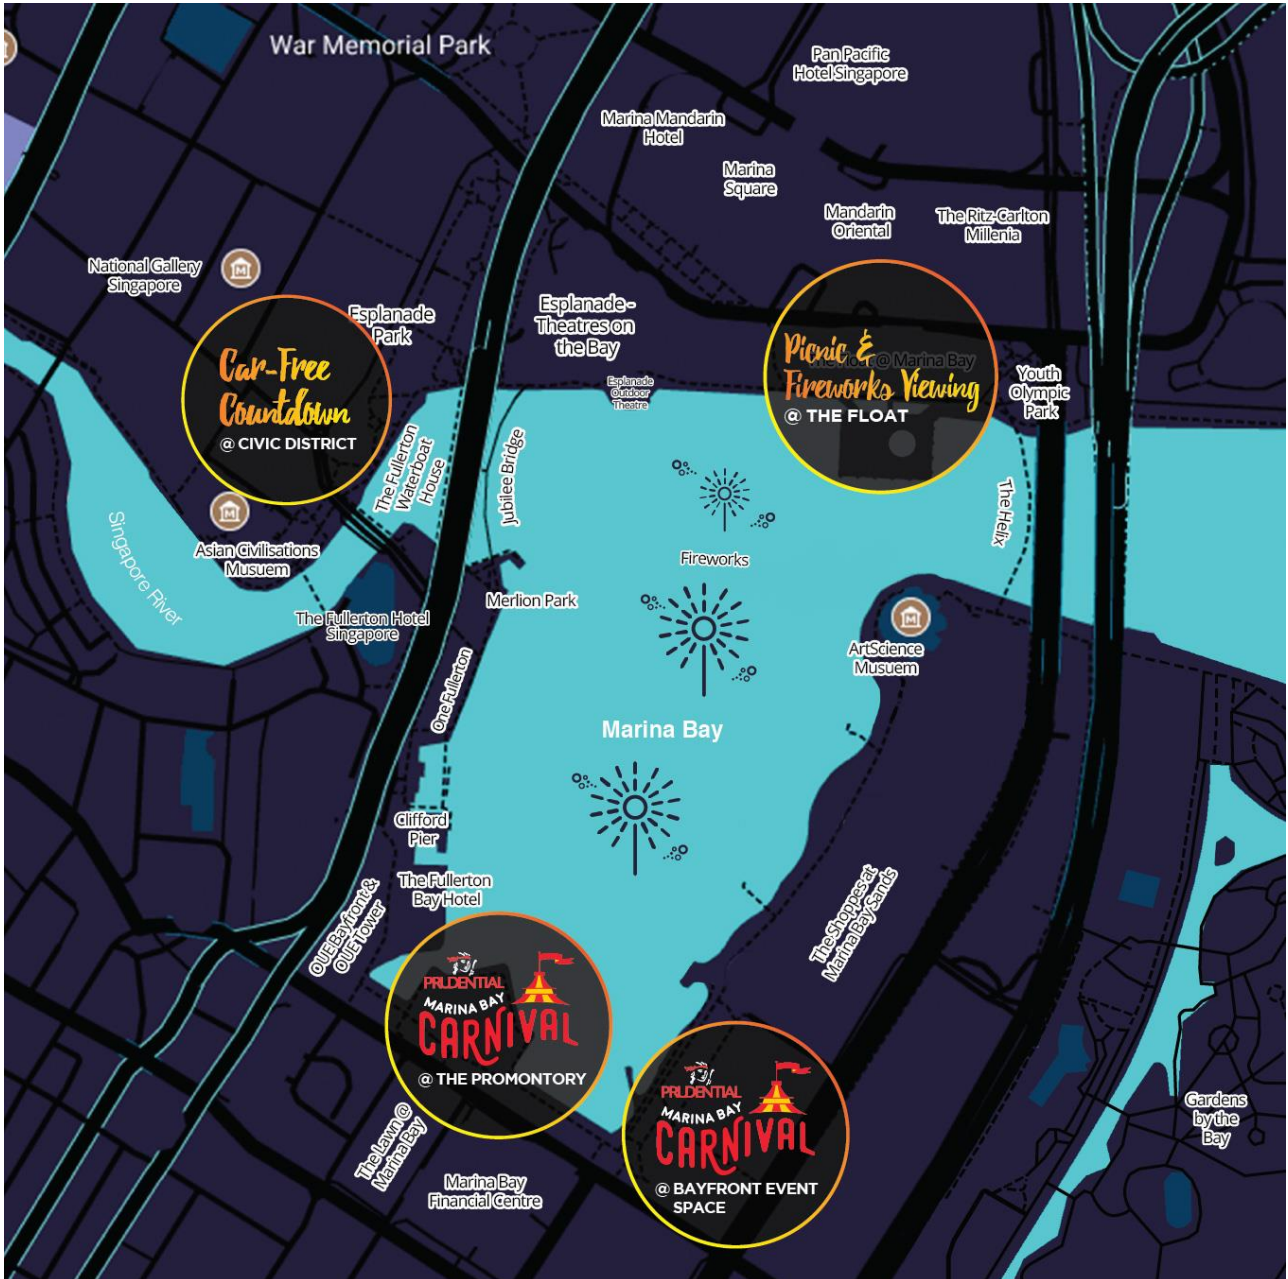 War Memorial Park
Pan Pacific
Hotel Singapore
Marina Mandarin
Hotel
Marina
Square
Mandarin
Oriental
The Ritz-Carlton
Millenia
National Gallery
Singapore
M
Esplanade
Park
Esplanade -
Theatres on
the Bay
Car-Free
Countdown
@ CIVIC DISTRICT
Picnic &
The Float @ Marina Bay
Fireworks Viewing
@ THE FLOAT
Youth
Olympic
Park
Esplanade
Outdoor
Theatre
The Fullerton
Waterboat
House
Jubilee Bridge
The Helix
M
Asian Civilisations
Musuem
Singapore River
Fireworks
Merlion Park
The Fullerton Hotel
Singapore
M
ArtScience
Musuem
One Fullerton
Marina Bay
Clifford
Pier
The Fullerton
Bay Hotel
OUE Bayfront &
OUE Tower
The Shoppes at
Marina Bay Sands
PRUDENTIAL
MARINA BAY
CARNIVAL
@ THE PROMONTORY
PRUDENTIAL
MARINA BAY
CARNIVAL
@ BAYFRONT EVENT
SPACE
The Lawn @
Marina Bay
Marina Bay
Financial Centre
Gardens
by the
Bay